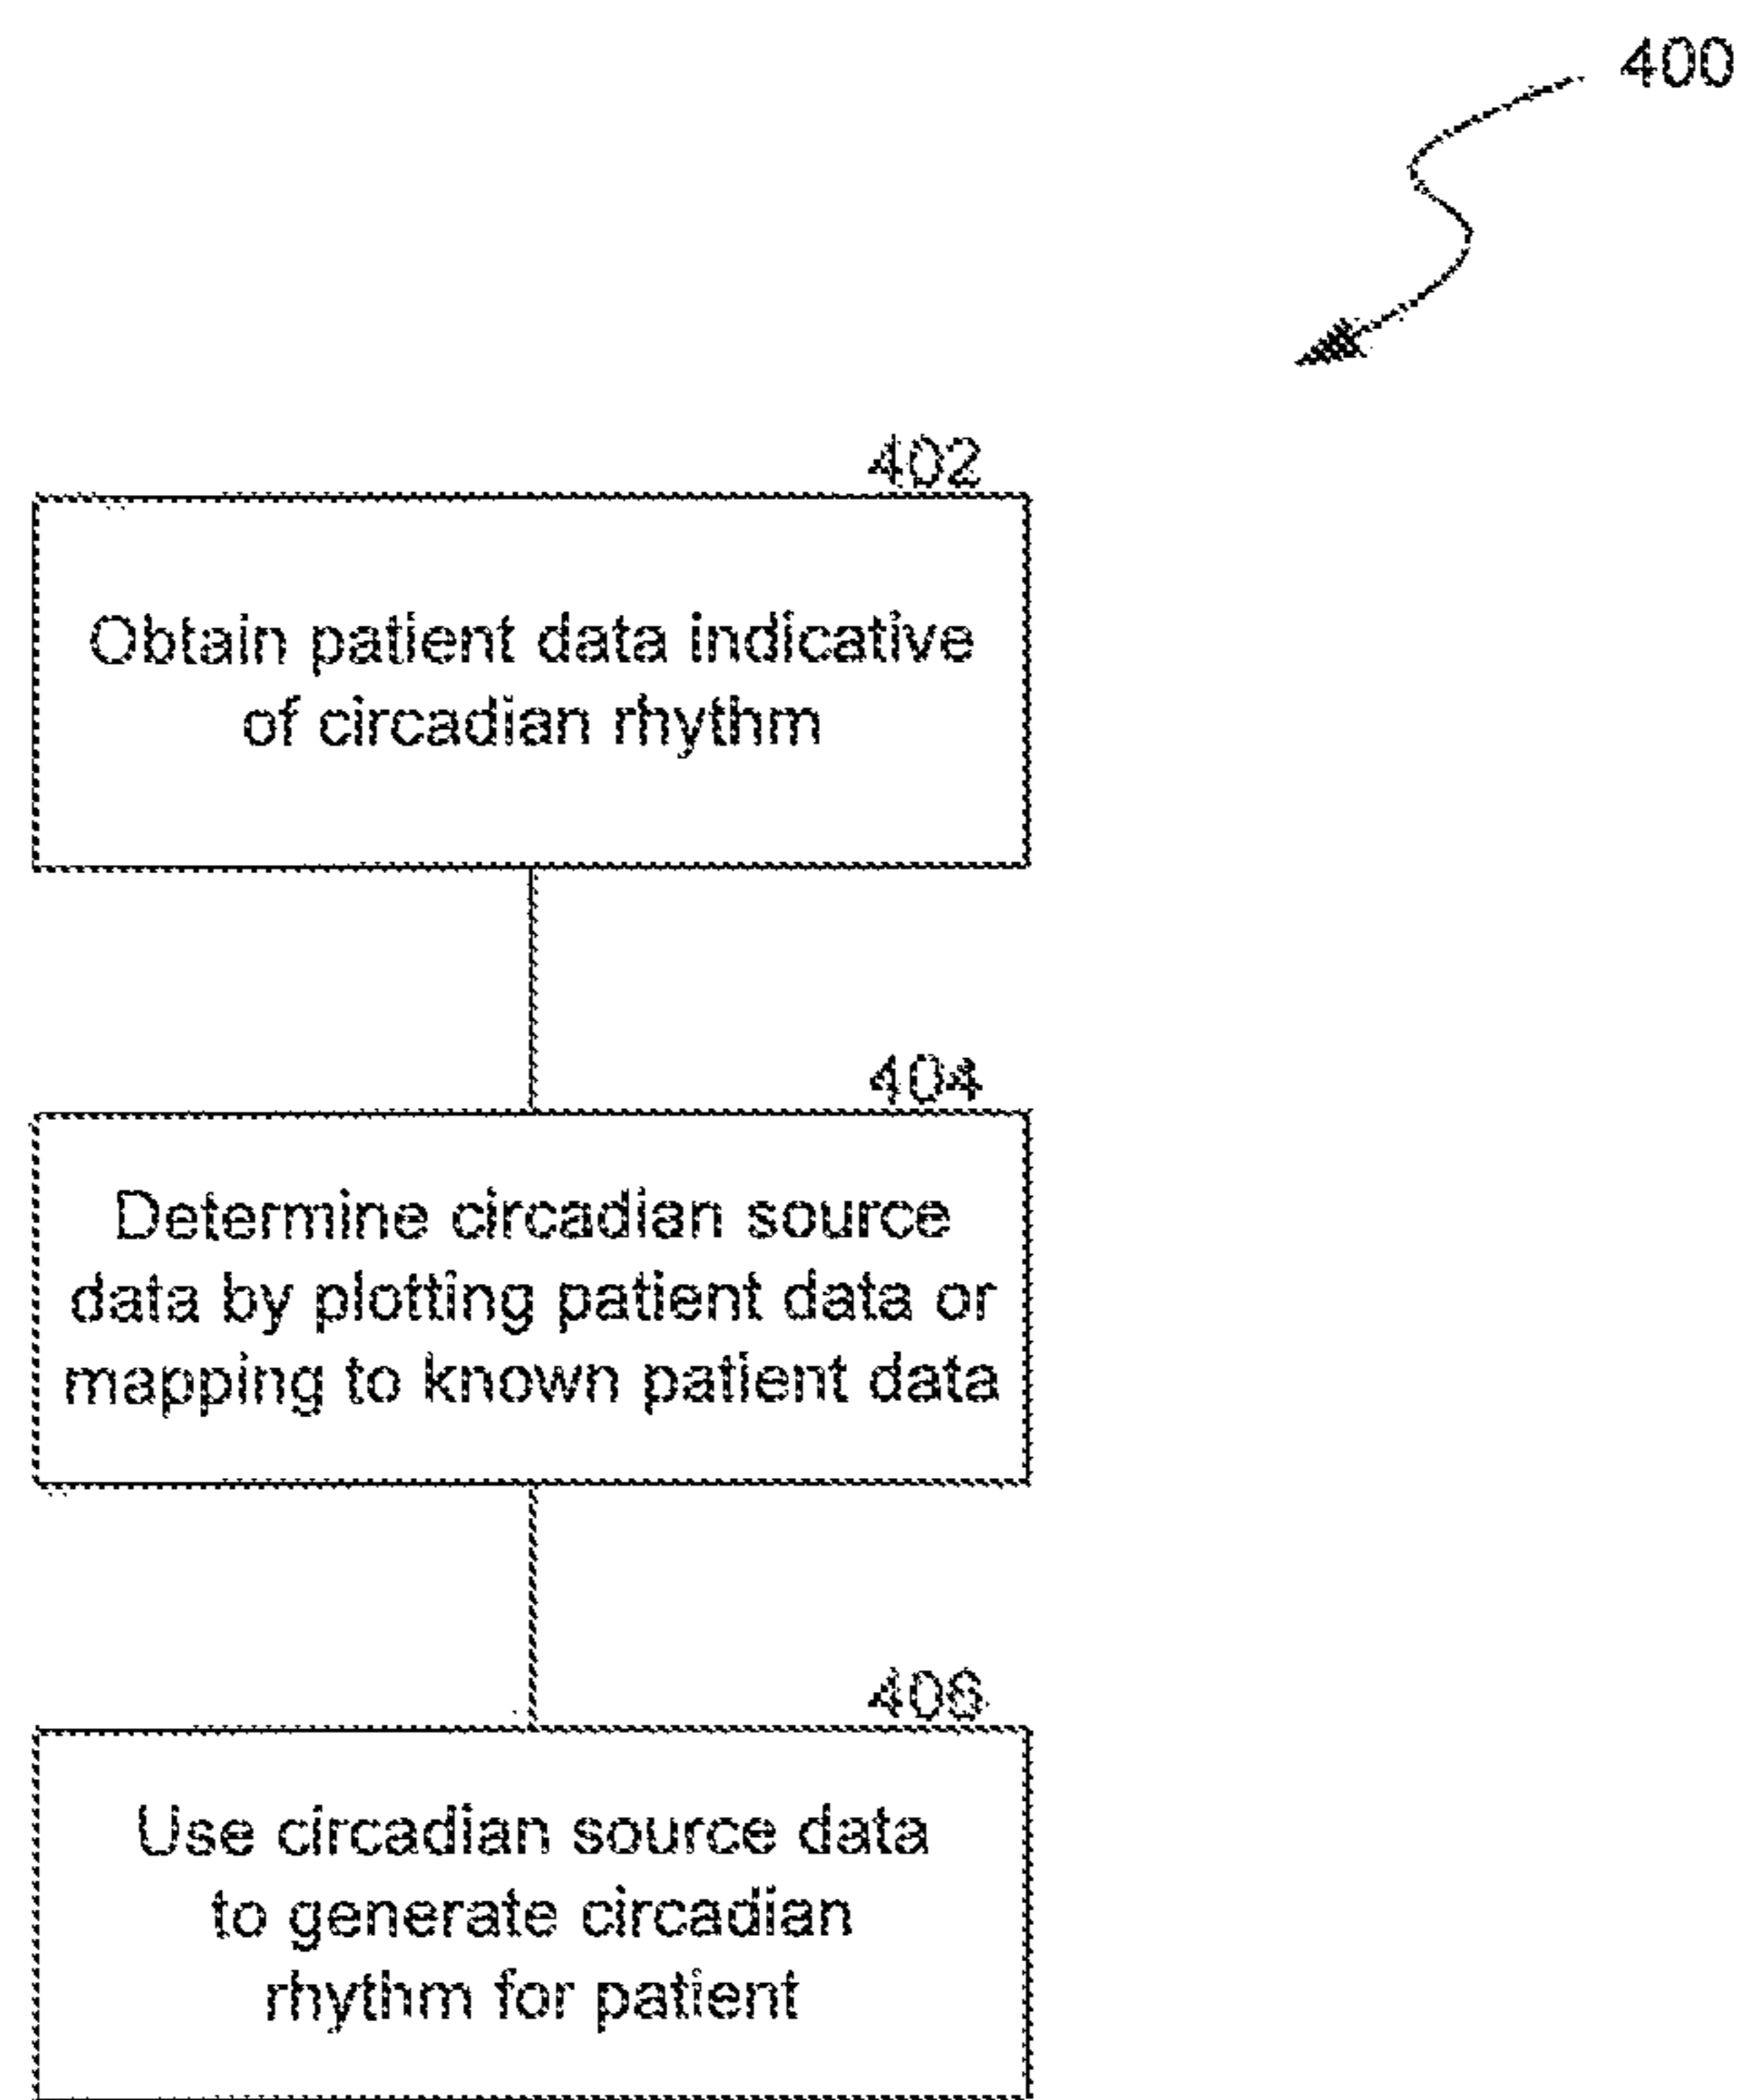 400
402
Obtain patient data indicative
of circadian rhythm
404
Determine circadian source
data by plotting patient data or
mapping to known patient data
406
Use circadian source data
to generate circadian
rhythm for patient